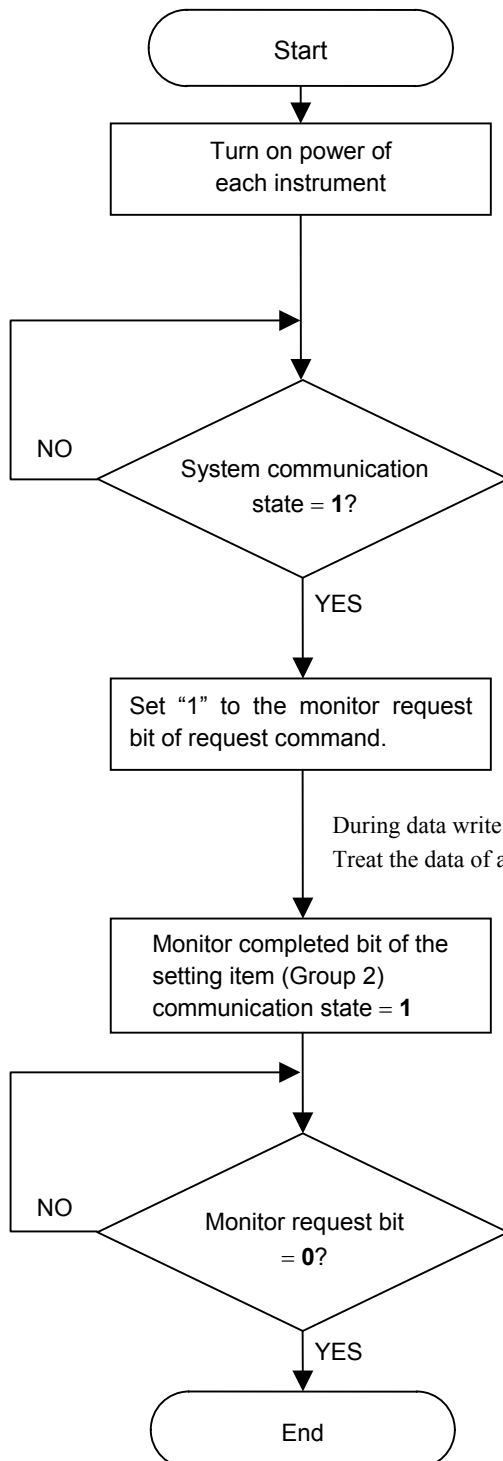 Start
Turn on power of
each instrument
NO
System communication
state = 1?
YES
Set “1” to the monitor request
bit of request command.
During data write
Treat the data of
Monitor completed bit of the
setting item (Group 2)
communication state = 1
NO
Monitor request bit
= 0?
YES
End